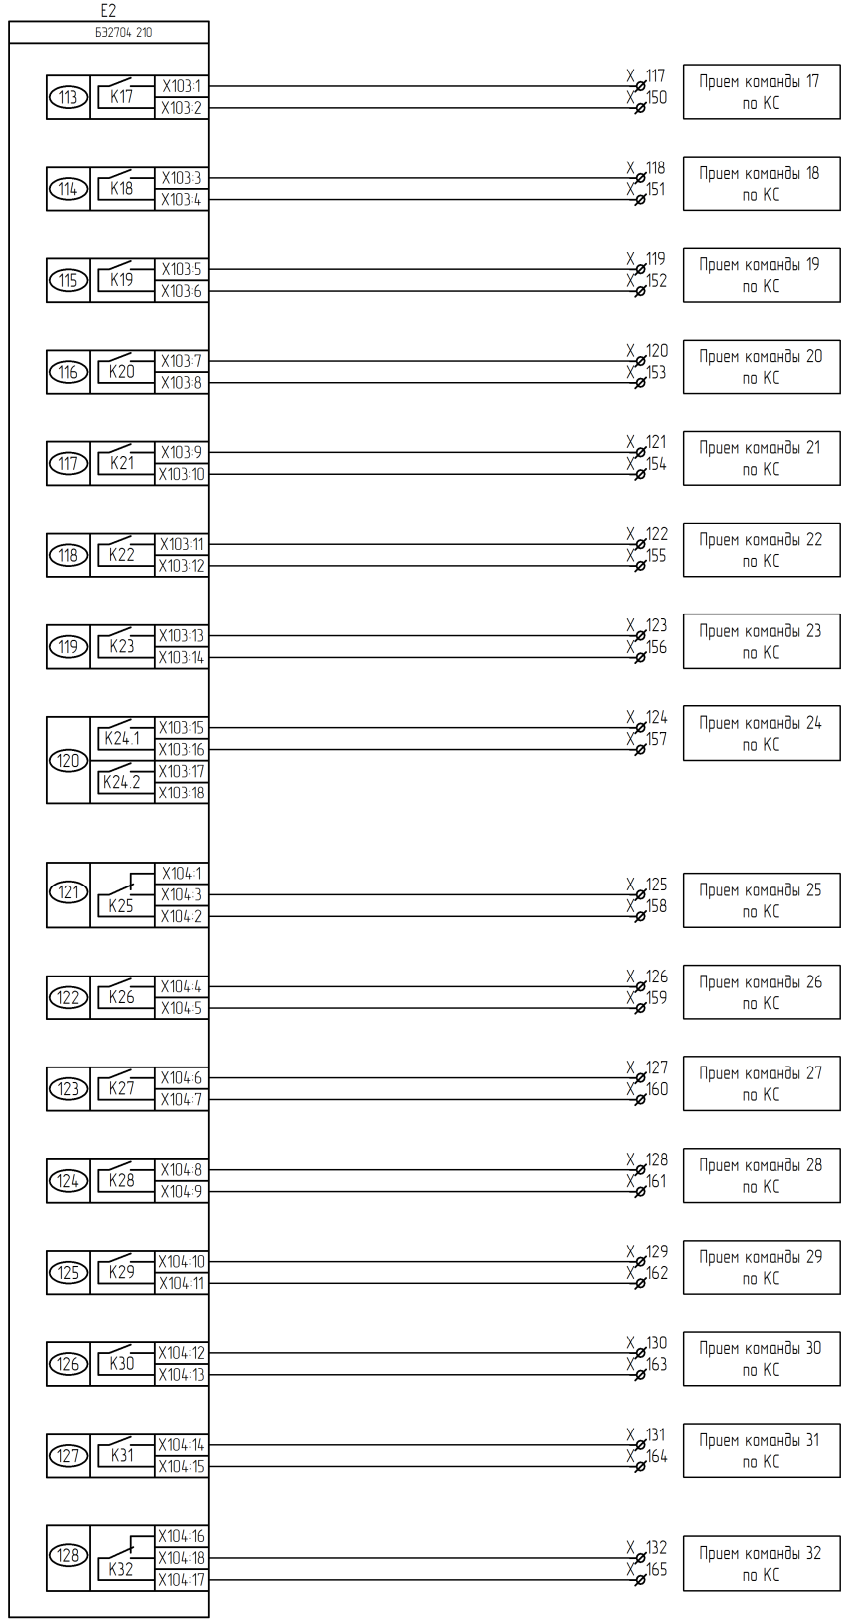 E2
Б32704 210
113 K17 X103:1 X 117 Прием команды 17
X103:2 X 150 по КС
114 K18 X103:3 X 118 Прием команды 18
X103:4 X 151 по КС
115 K19 X103:5 X 119 Прием команды 19
X103:6 X 152 по КС
116 K20 X103:7 X 120 Прием команды 20
X103:8 X 153 по КС
117 K21 X103:9 X 121 Прием команды 21
X103:10 X 154 по КС
118 K22 X103:11 X 122 Прием команды 22
X103:12 X 155 по КС
119 K23 X103:13 X 123 Прием команды 23
X103:14 X 156 по КС
120 K24.1 X103:15 X 124 Прием команды 24
X103:16 X 157 по КС
K24.2 X103:17
X103:18
121 K25 X104:1
X104:3 X 125 Прием команды 25
X104:2 X 158 по КС
122 K26 X104:4 X 126 Прием команды 26
X104:5 X 159 по КС
123 K27 X104:6 X 127 Прием команды 27
X104:7 X 160 по КС
124 K28 X104:8 X 128 Прием команды 28
X104:9 X 161 по КС
125 K29 X104:10 X 129 Прием команды 29
X104:11 X 162 по КС
126 K30 X104:12 X 130 Прием команды 30
X104:13 X 163 по КС
127 K31 X104:14 X 131 Прием команды 31
X104:15 X 164 по КС
128 K32 X104:16
X104:18 X 132 Прием команды 32
X104:17 X 165 по КС